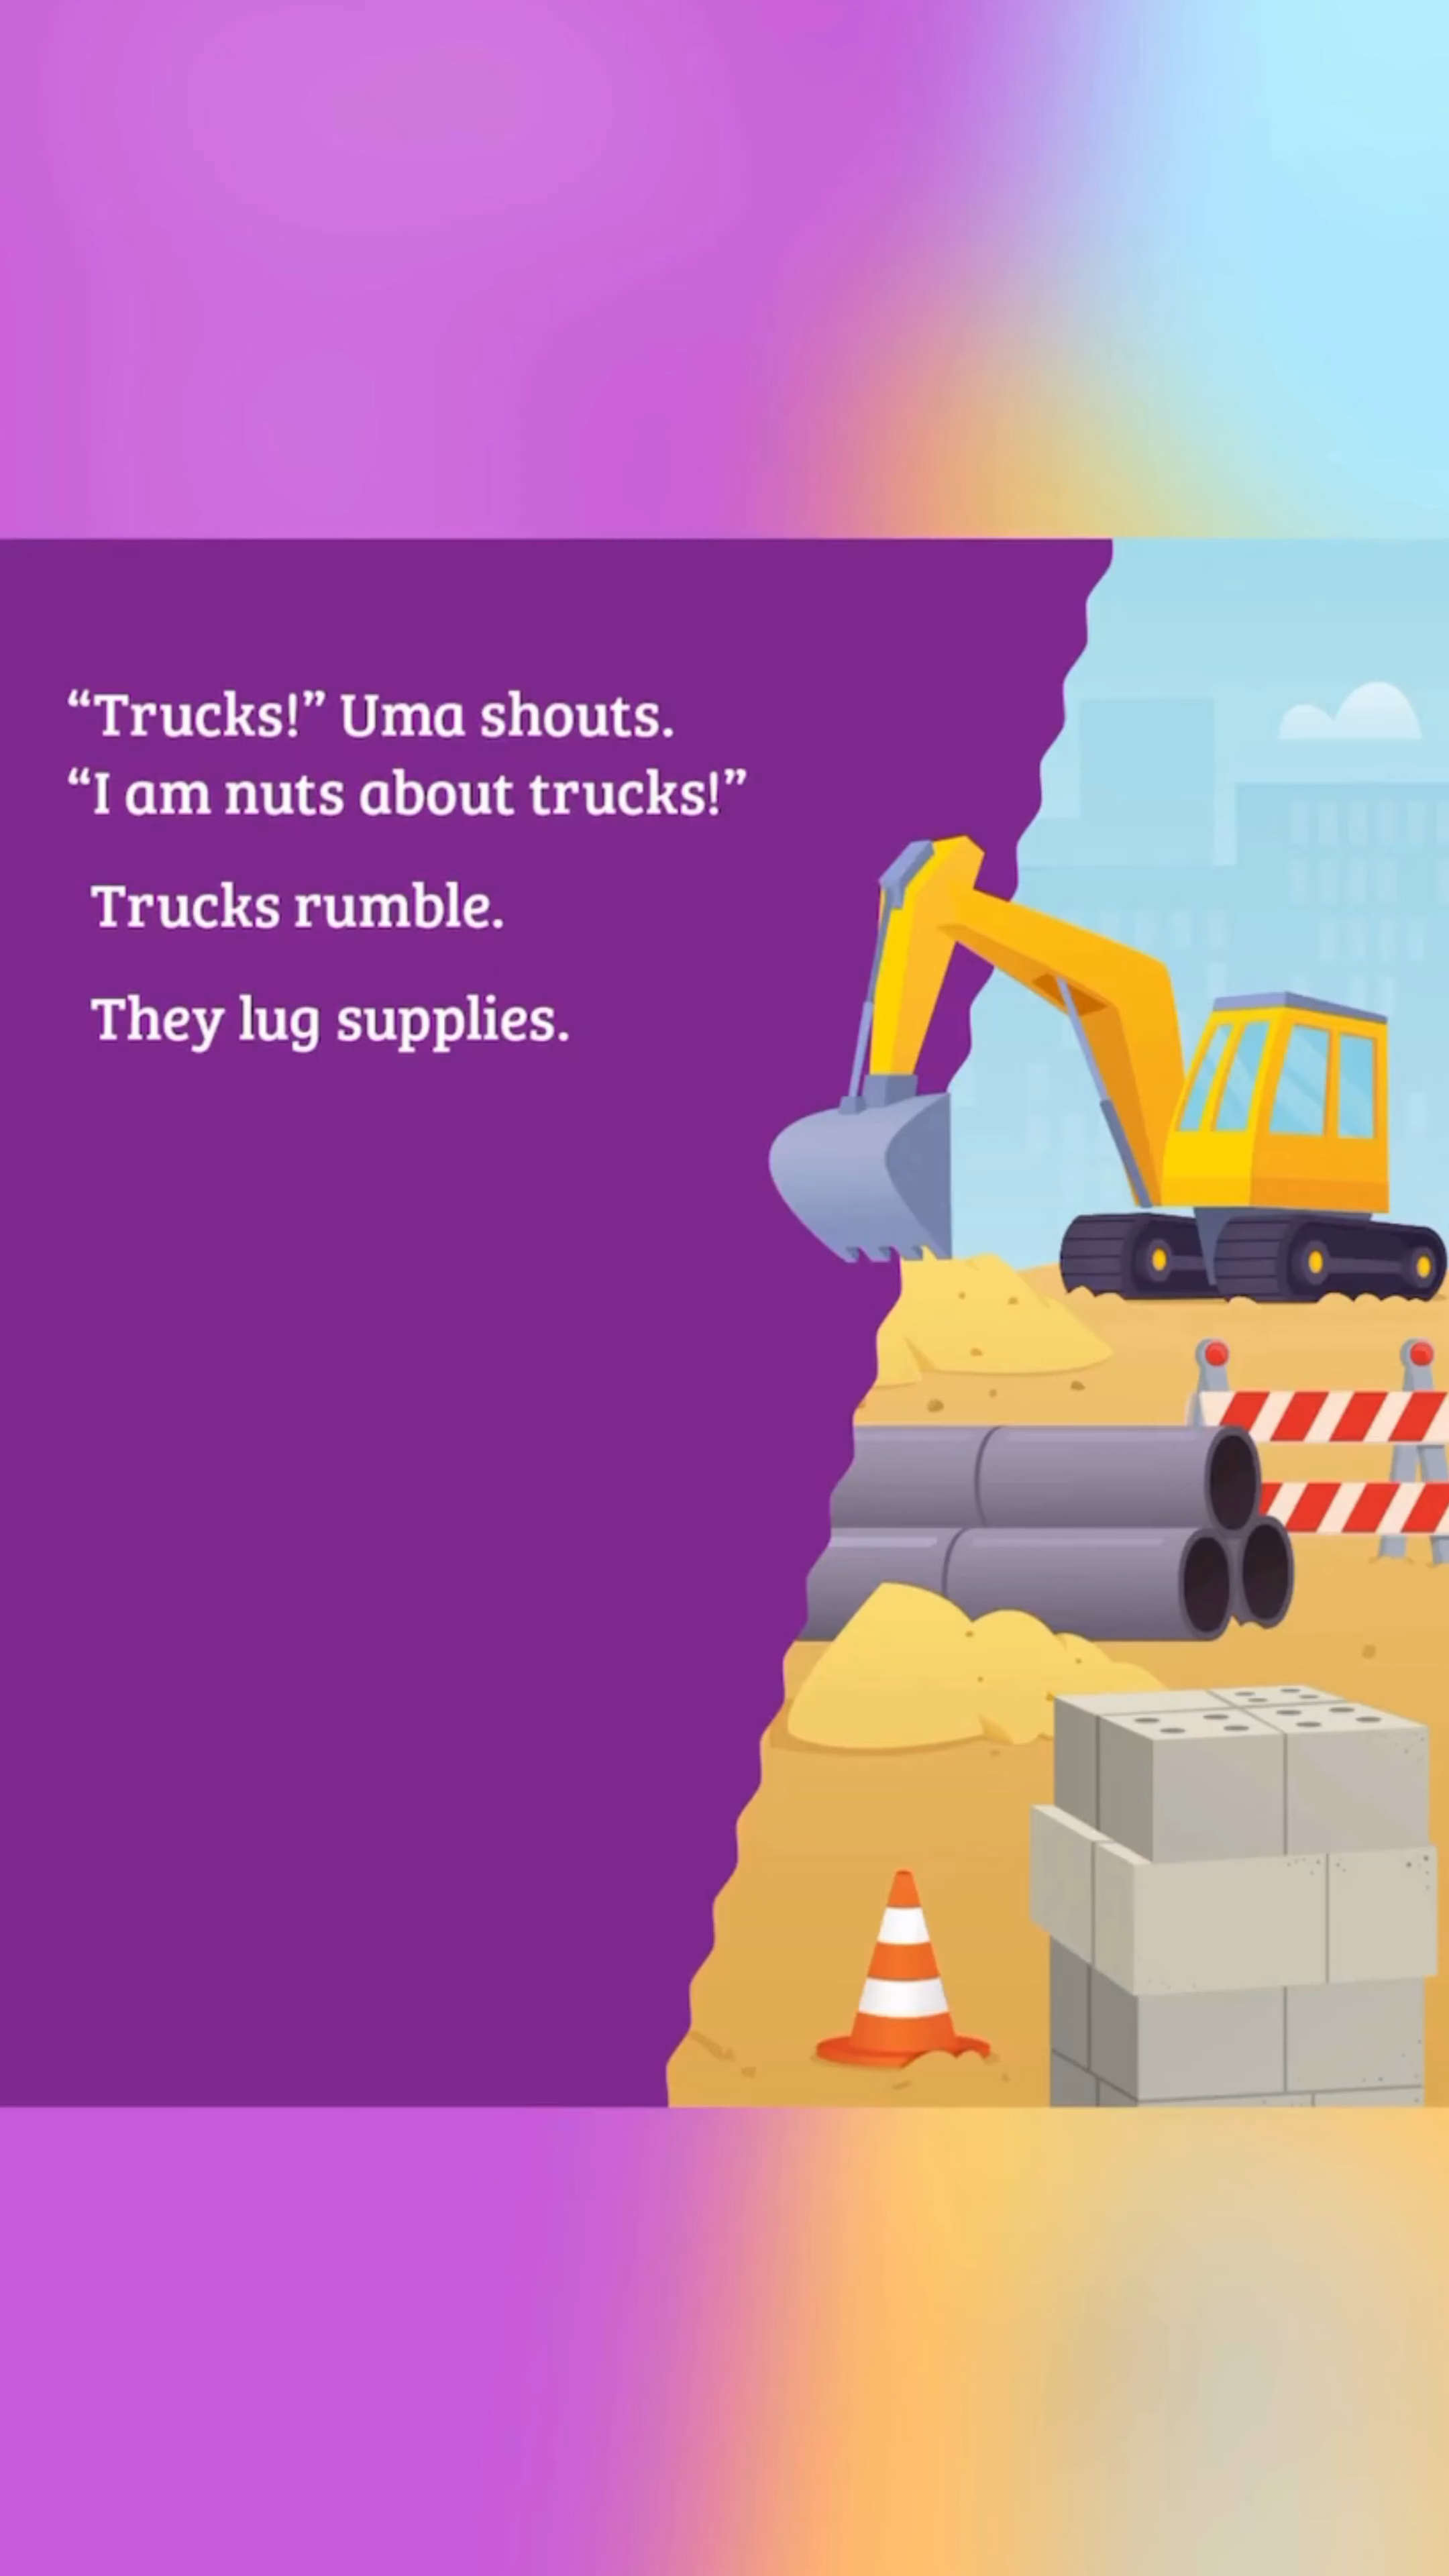 “Trucks!” Uma shouts.
“I am nuts about trucks!”
Trucks rumble.
They lug supplies.